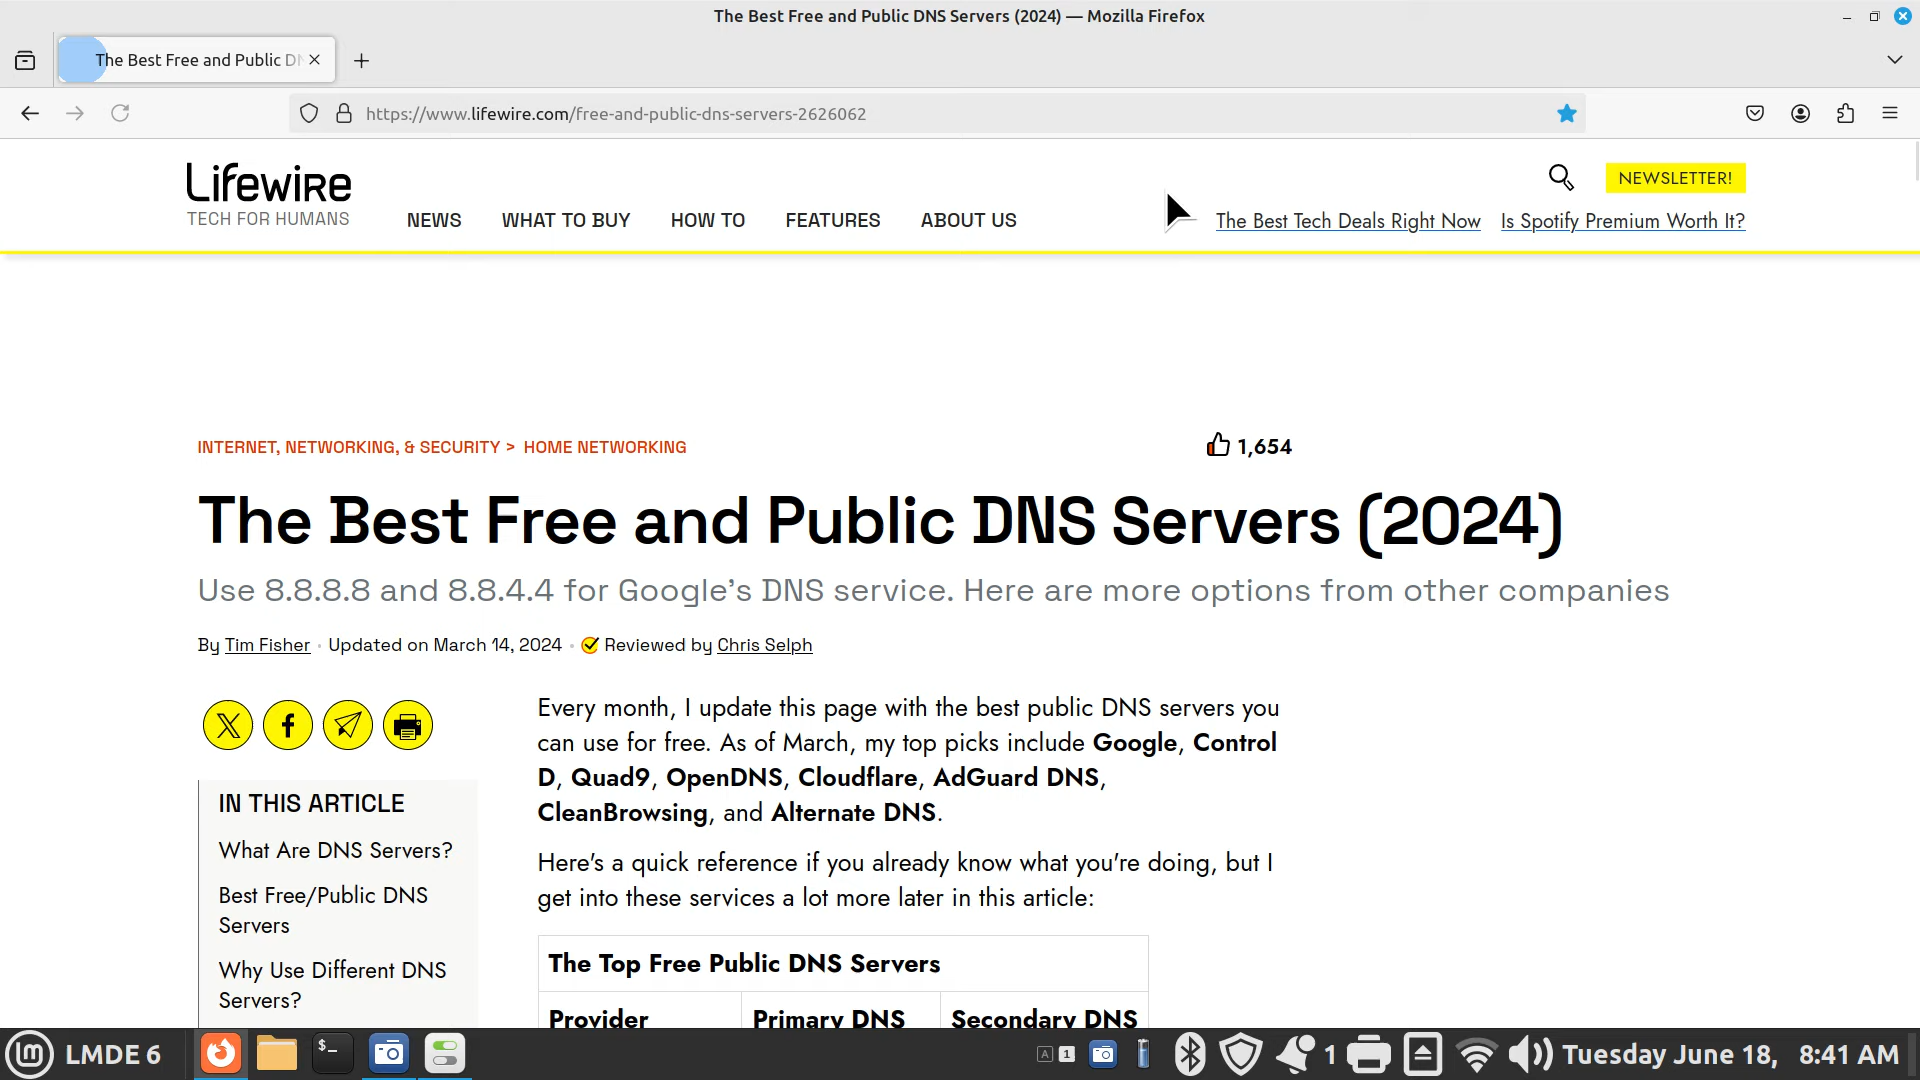 The Best Free and Public DNS Servers (2024) — Mozilla Firefox
The Best Free and Public DN
https://www.lifewire.com/free-and-public-dns-servers-2626062
Lifewire
TECH FOR HUMANS
NEWS
WHAT TO BUY
HOW TO
FEATURES
ABOUT US
NEWSLETTER!
The Best Tech Deals Right Now
Is Spotify Premium Worth It?
INTERNET, NETWORKING, & SECURITY > HOME NETWORKING
1,654
The Best Free and Public DNS Servers (2024)
Use 8.8.8.8 and 8.8.4.4 for Google's DNS service. Here are more options from other companies
By Tim Fisher • Updated on March 14, 2024 • Reviewed by Chris Selph
IN THIS ARTICLE
What Are DNS Servers?
Best Free/Public DNS
Servers
Why Use Different DNS
Servers?
Every month, I update this page with the best public DNS servers you
can use for free. As of March, my top picks include Google, Control
D, Quad9, OpenDNS, Cloudflare, AdGuard DNS,
CleanBrowsing, and Alternate DNS.
Here's a quick reference if you already know what you're doing, but I
get into these services a lot more later in this article:
The Top Free Public DNS Servers
Provider
Primary DNS
Secondary DNS
LMDE 6
$_
A
1
1
Tuesday June 18, 8:41 AM